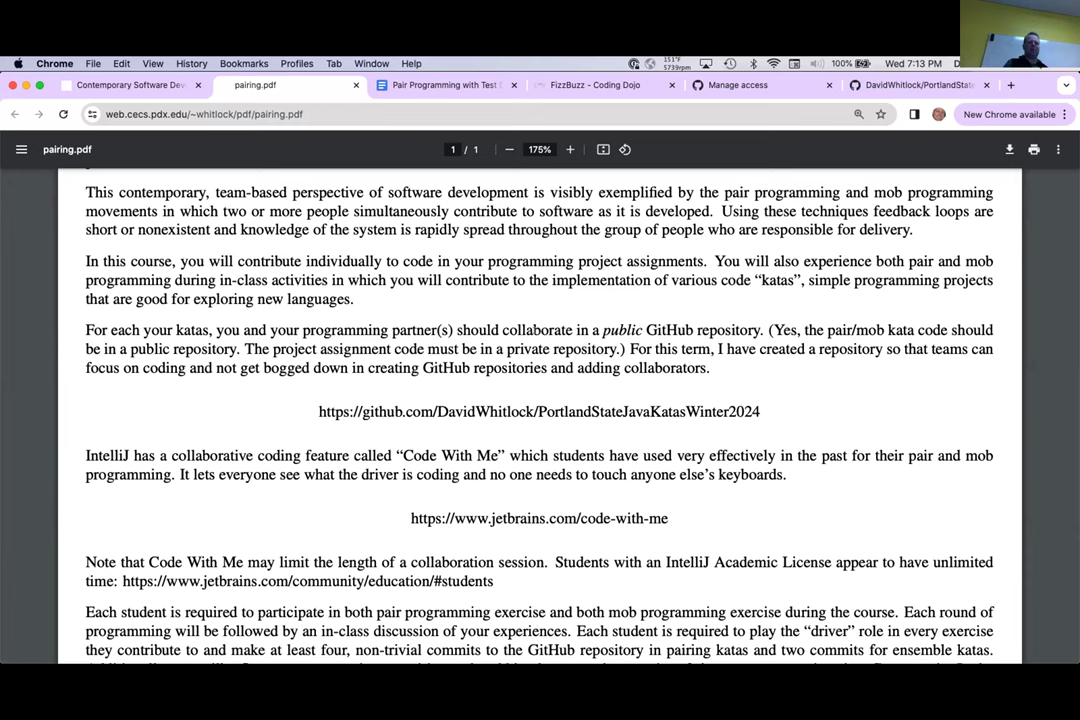 Chrome File Edit View History Bookmarks Profiles Tab Window Help 151°F 5739rpm 100% Wed 7:13 PM
Contemporary Software Dev
pairing.pdf
Pair Programming with Test
FizzBuzz - Coding Dojo
Manage access
DavidWhitlock/PortlandState
web.cecs.pdx.edu/~whitlock/pdf/pairing.pdf
New Chrome available
pairing.pdf
1 / 1
175%
This contemporary, team-based perspective of software development is visibly exemplified by the pair programming and mob programming
movements in which two or more people simultaneously contribute to software as it is developed. Using these techniques feedback loops are
short or nonexistent and knowledge of the system is rapidly spread throughout the group of people who are responsible for delivery.
In this course, you will contribute individually to code in your programming project assignments. You will also experience both pair and mob
programming during in-class activities in which you will contribute to the implementation of various code “katas”, simple programming projects
that are good for exploring new languages.
For each your katas, you and your programming partner(s) should collaborate in a public GitHub repository. (Yes, the pair/mob kata code should
be in a public repository. The project assignment code must be in a private repository.) For this term, I have created a repository so that teams can
focus on coding and not get bogged down in creating GitHub repositories and adding collaborators.
https://github.com/DavidWhitlock/PortlandStateJavaKatasWinter2024
IntelliJ has a collaborative coding feature called “Code With Me” which students have used very effectively in the past for their pair and mob
programming. It lets everyone see what the driver is coding and no one needs to touch anyone else’s keyboards.
https://www.jetbrains.com/code-with-me
Note that Code With Me may limit the length of a collaboration session. Students with an IntelliJ Academic License appear to have unlimited
time: https://www.jetbrains.com/community/education/#students
Each student is required to participate in both pair programming exercise and both mob programming exercise during the course. Each round of
programming will be followed by an in-class discussion of your experiences. Each student is required to play the “driver” role in every exercise
they contribute to and make at least four, non-trivial commits to the GitHub repository in pairing katas and two commits for ensemble katas.